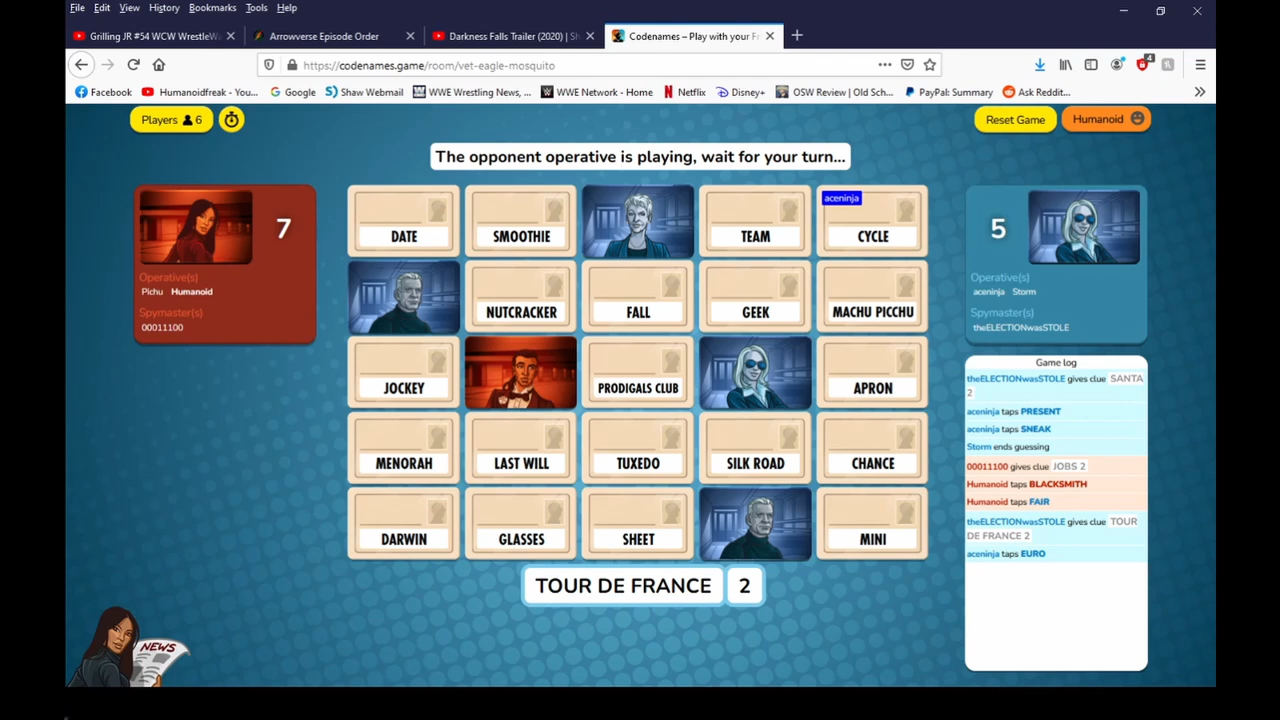 File Edit View History Bookmarks Tools Help
Grilling JR #54 WCW WrestleW
Arrowverse Episode Order
Darkness Falls Trailer (2020) | Sh
Codenames – Play with your Fr
https://codenames.game/room/vet-eagle-mosquito
4
Facebook
Humanoidfreak - You...
Google
Shaw Webmail
WWE Wrestling News, ...
WWE Network - Home
Netflix
Disney+
OSW Review | Old Sch...
PayPal: Summary
Ask Reddit...
Players 6
Reset Game
Humanoid
The opponent operative is playing, wait for your turn...
7
Operative(s)
Pichu Humanoid
Spymaster(s)
00011100
aceninja
DATE
SMOOTHIE
TEAM
CYCLE
NUTCRACKER
FALL
GEEK
MACHU PICCHU
JOCKEY
PRODIGALS CLUB
APRON
MENORAH
LAST WILL
TUXEDO
SILK ROAD
CHANCE
DARWIN
GLASSES
SHEET
MINI
TOUR DE FRANCE 2
5
Operative(s)
aceninja Storm
Spymaster(s)
theELECTIONwasSTOLE
Game log
theELECTIONwasSTOLE gives clue SANTA
2
aceninja taps PRESENT
aceninja taps SNEAK
Storm ends guessing
00011100 gives clue JOBS 2
Humanoid taps BLACKSMITH
Humanoid taps FAIR
theELECTIONwasSTOLE gives clue TOUR
DE FRANCE 2
aceninja taps EURO
NEWS